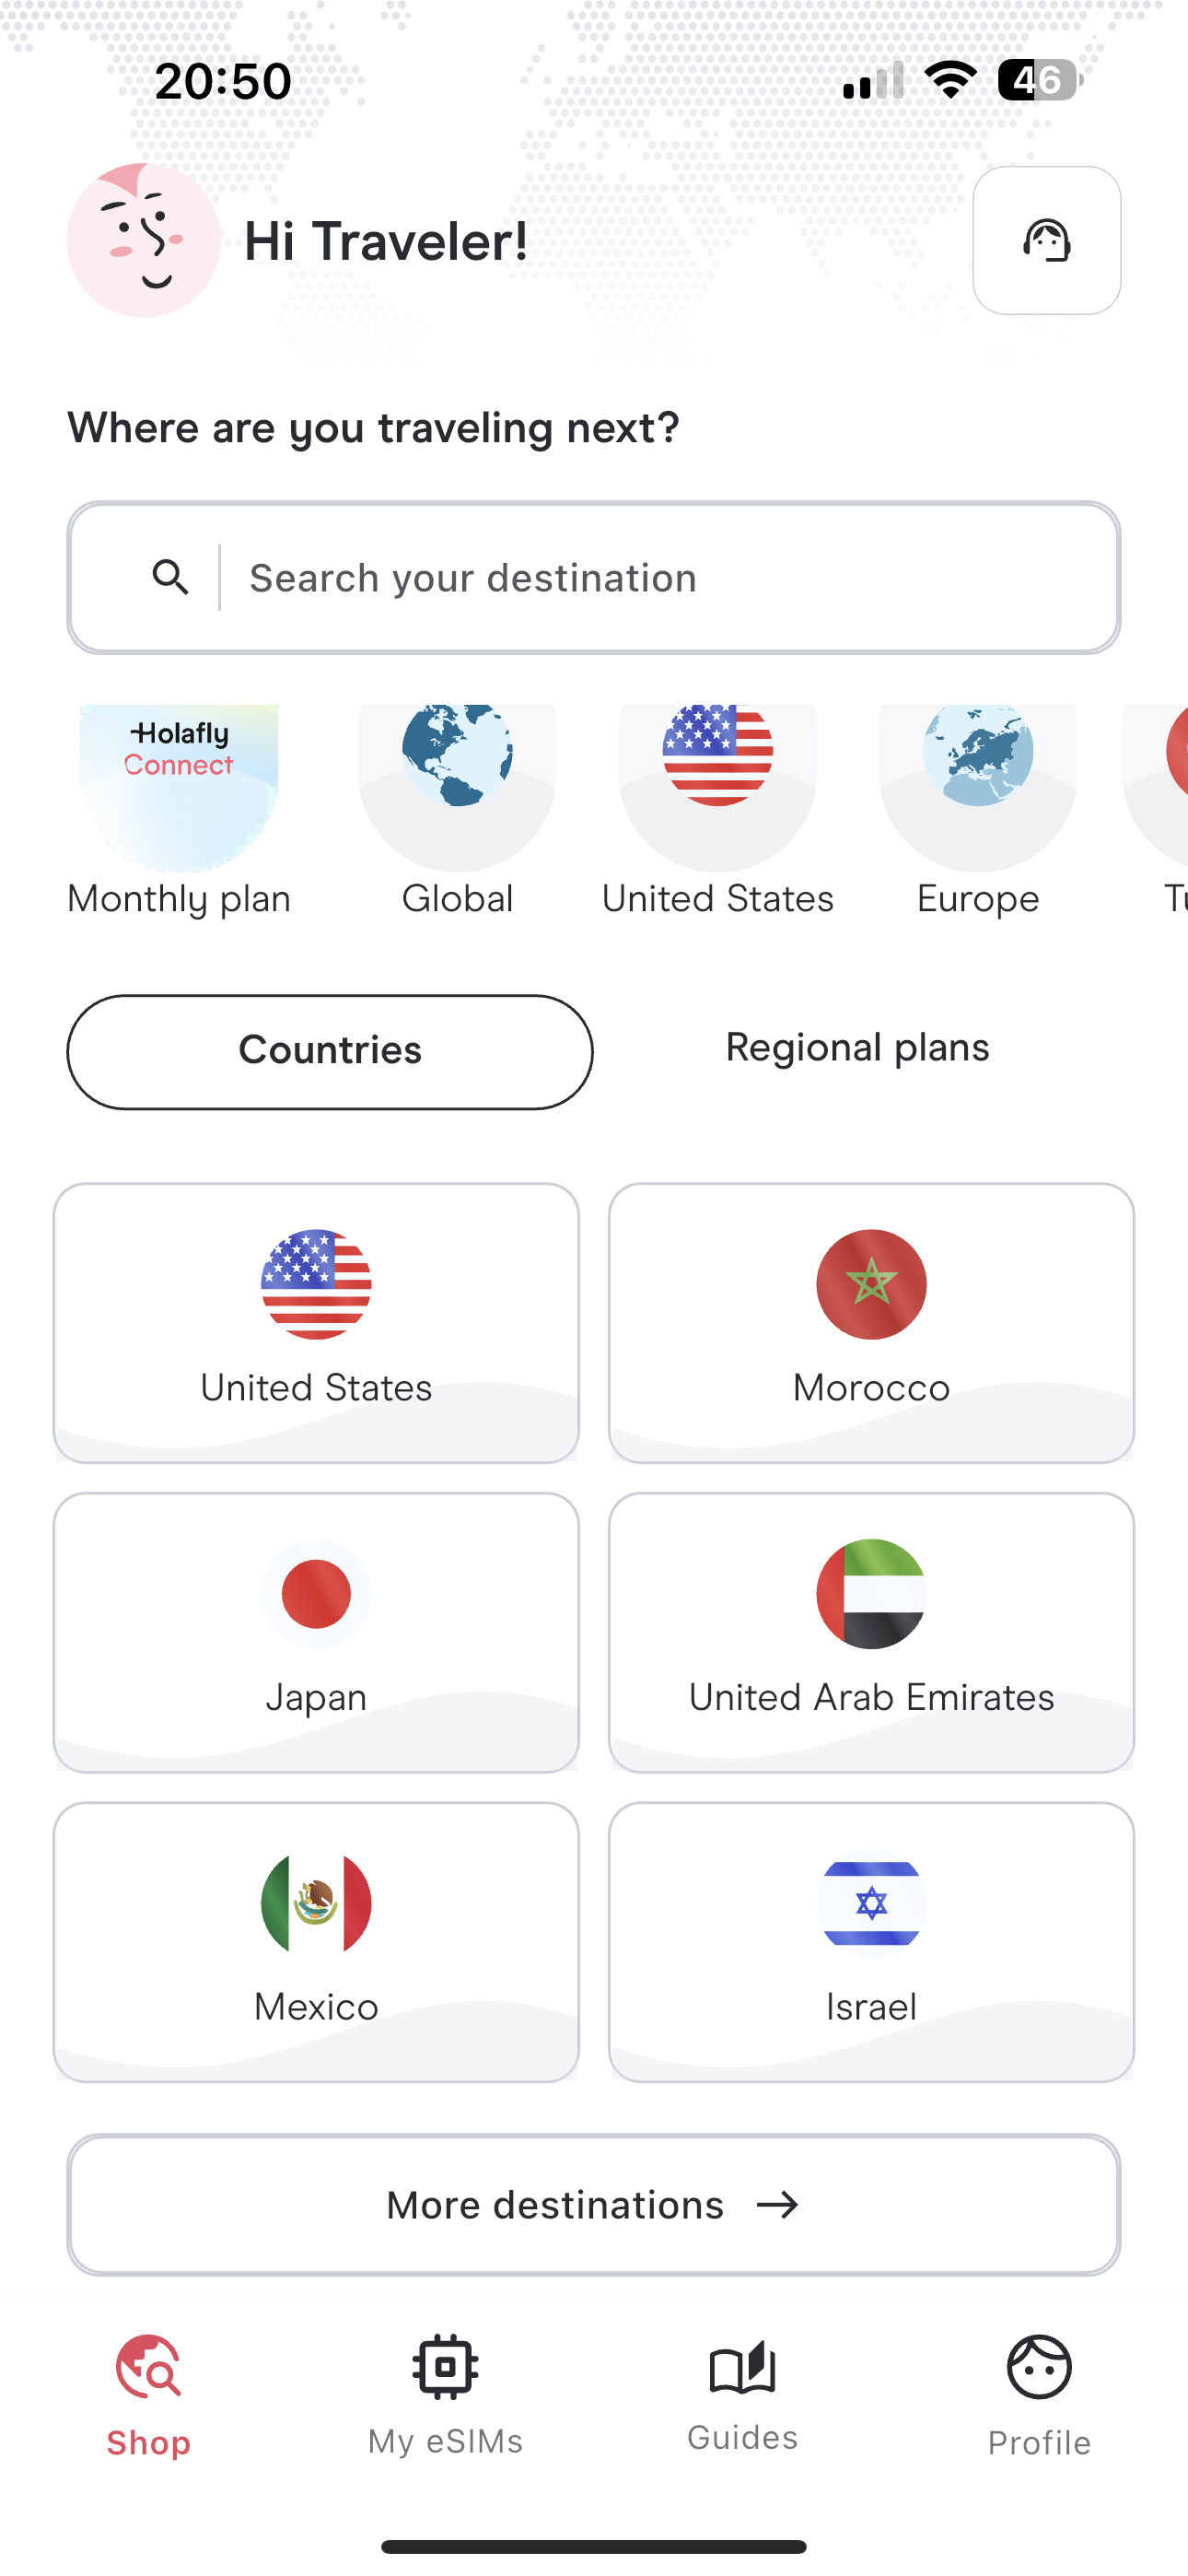 20:50
46
Hi Traveler!
Where are you traveling next?
Search your destination
Holafly
Connect
Monthly plan
Global
United States
Europe
Tu
Countries
Regional plans
United States
Morocco
Japan
United Arab Emirates
Mexico
Israel
More destinations →
Shop
My eSIMs
Guides
Profile